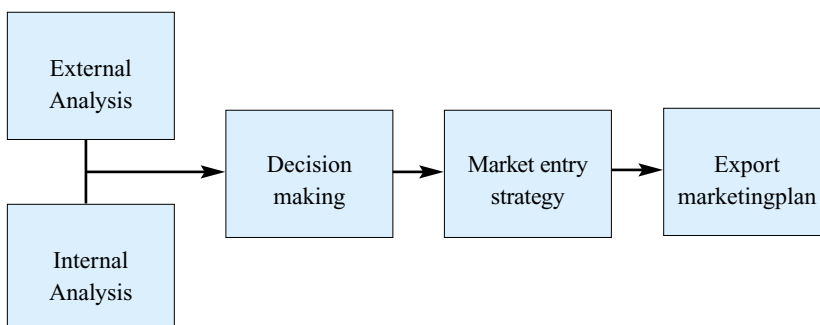 External
Analysis
Internal
Analysis
Decision
making
Market entry
strategy
Export
marketingplan